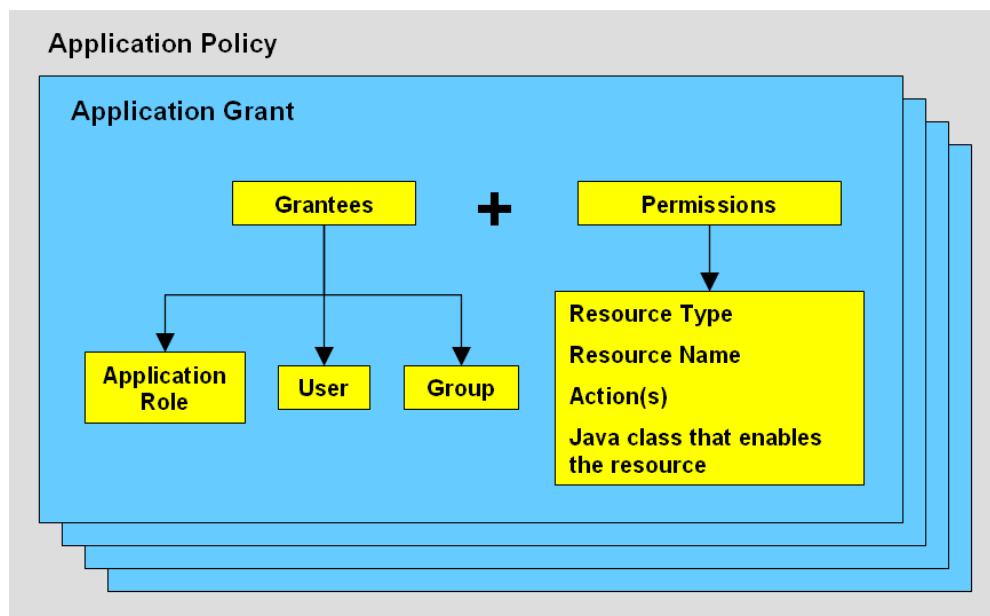 Application Policy
Application Grant
Grantees
+
Permissions
Application
Role
User
Group
Resource Type
Resource Name
Action(s)
Java class that enables
the resource